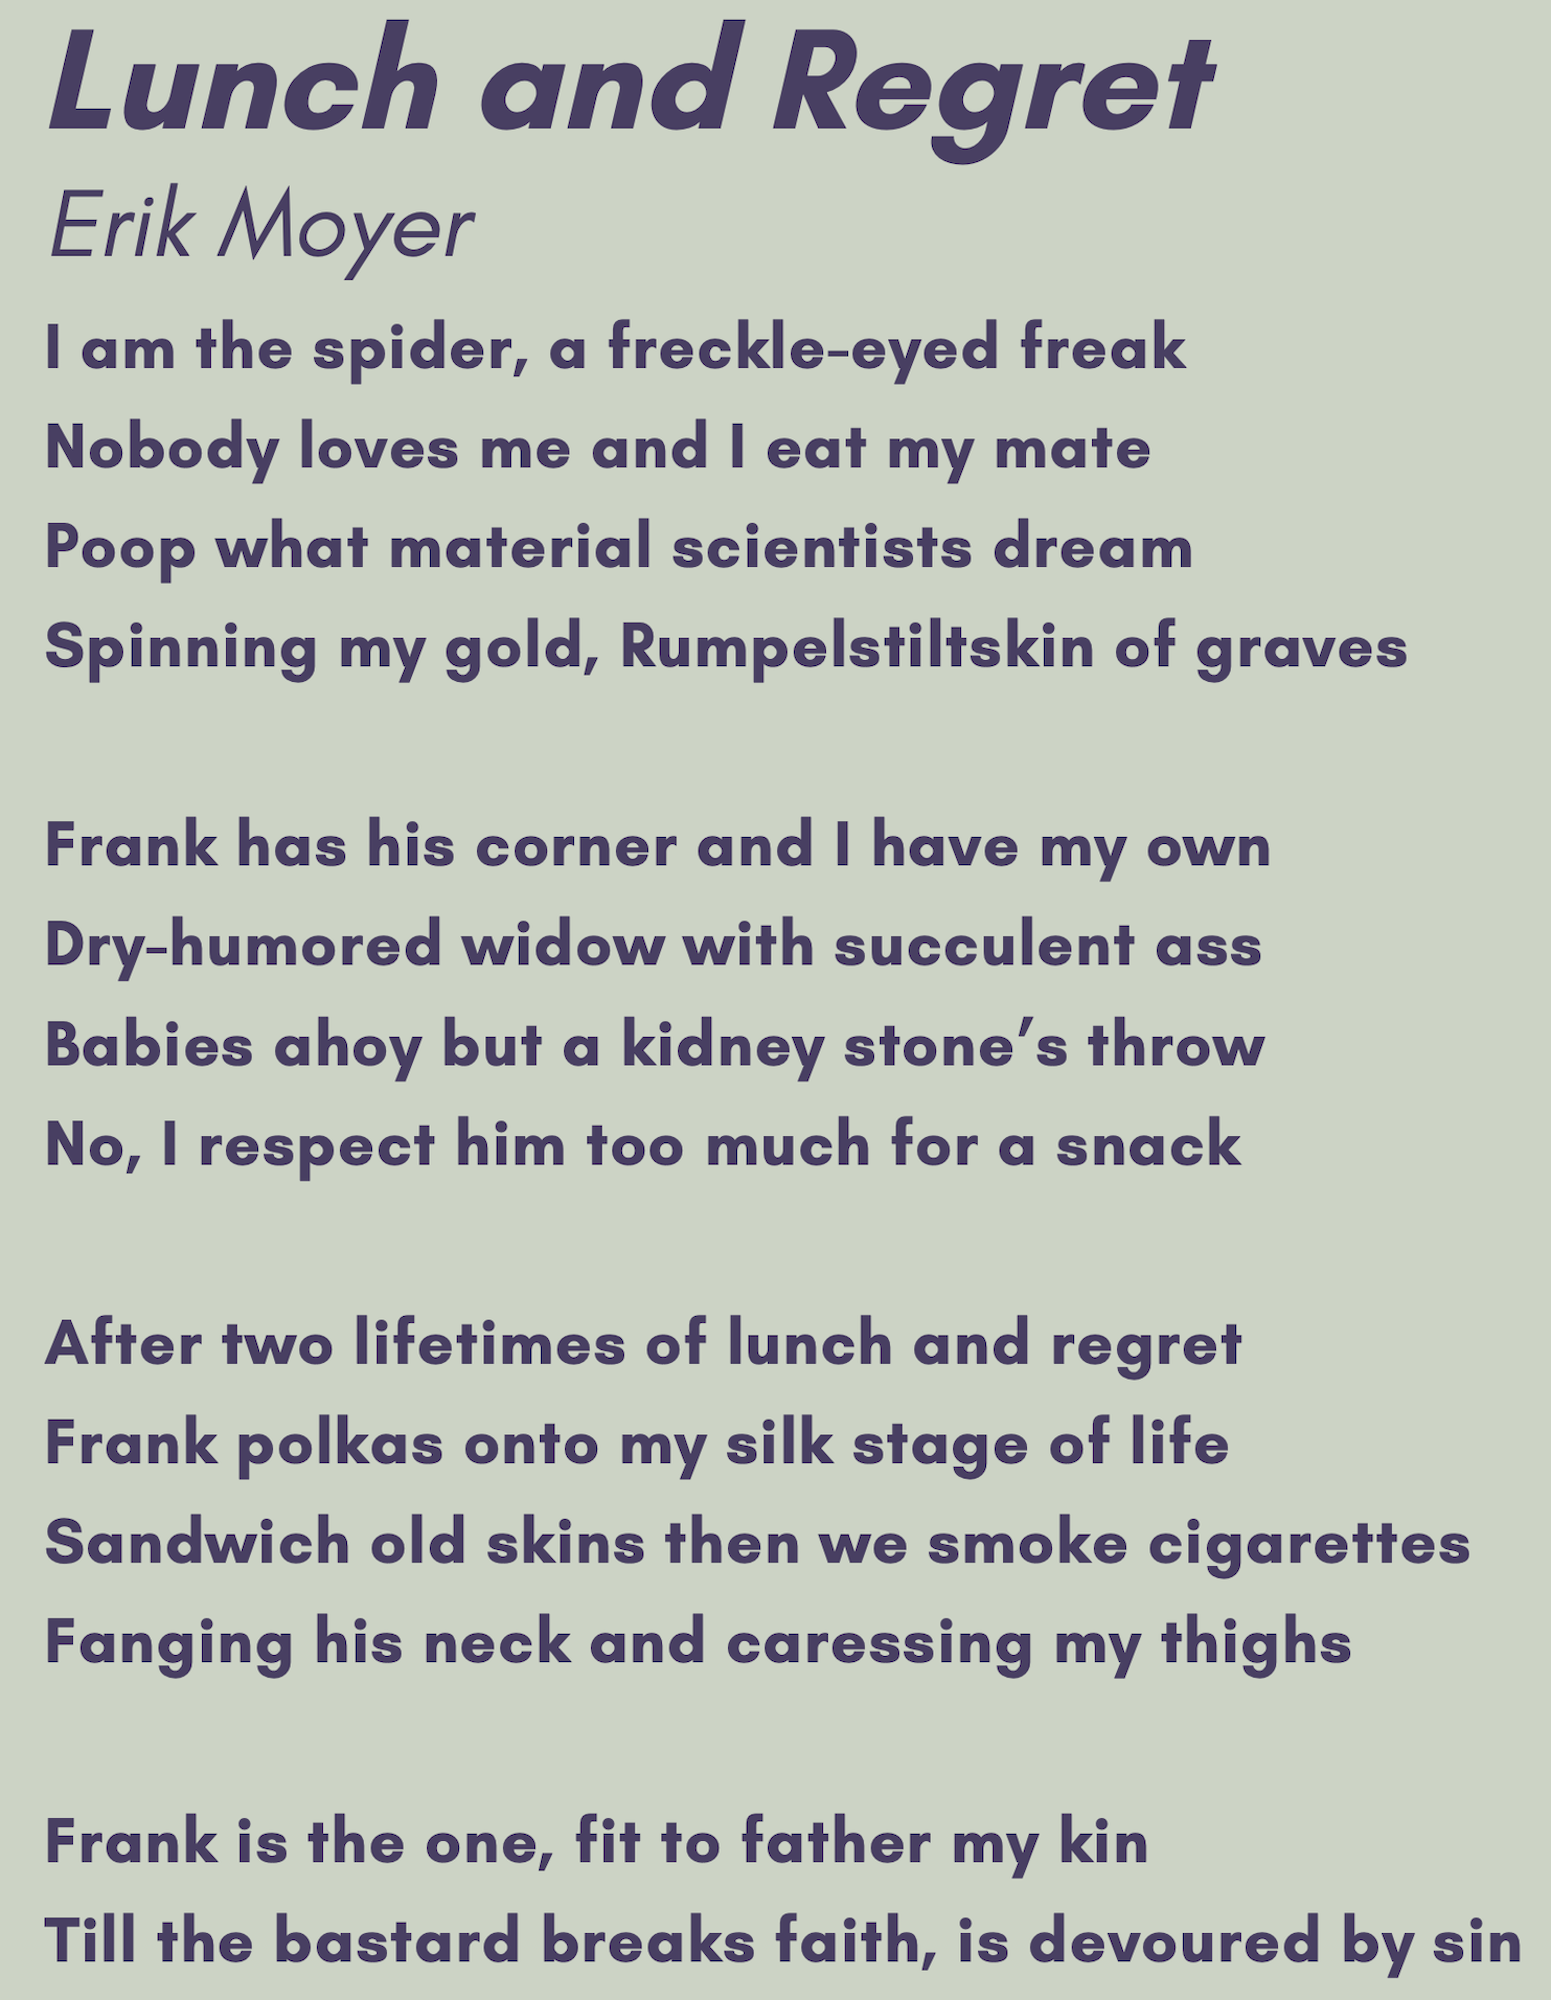 Lunch and Regret
Erik Moyer
I am the spider, a freckle-eyed freak
Nobody loves me and I eat my mate
Poop what material scientists dream
Spinning my gold, Rumpelstiltskin of graves
Frank has his corner and I have my own
Dry-humored widow with succulent ass
Babies ahoy but a kidney stone’s throw
No, I respect him too much for a snack
After two lifetimes of lunch and regret
Frank polkas onto my silk stage of life
Sandwich old skins then we smoke cigarettes
Fanging his neck and caressing my thighs
Frank is the one, fit to father my kin
Till the bastard breaks faith, is devoured by sin